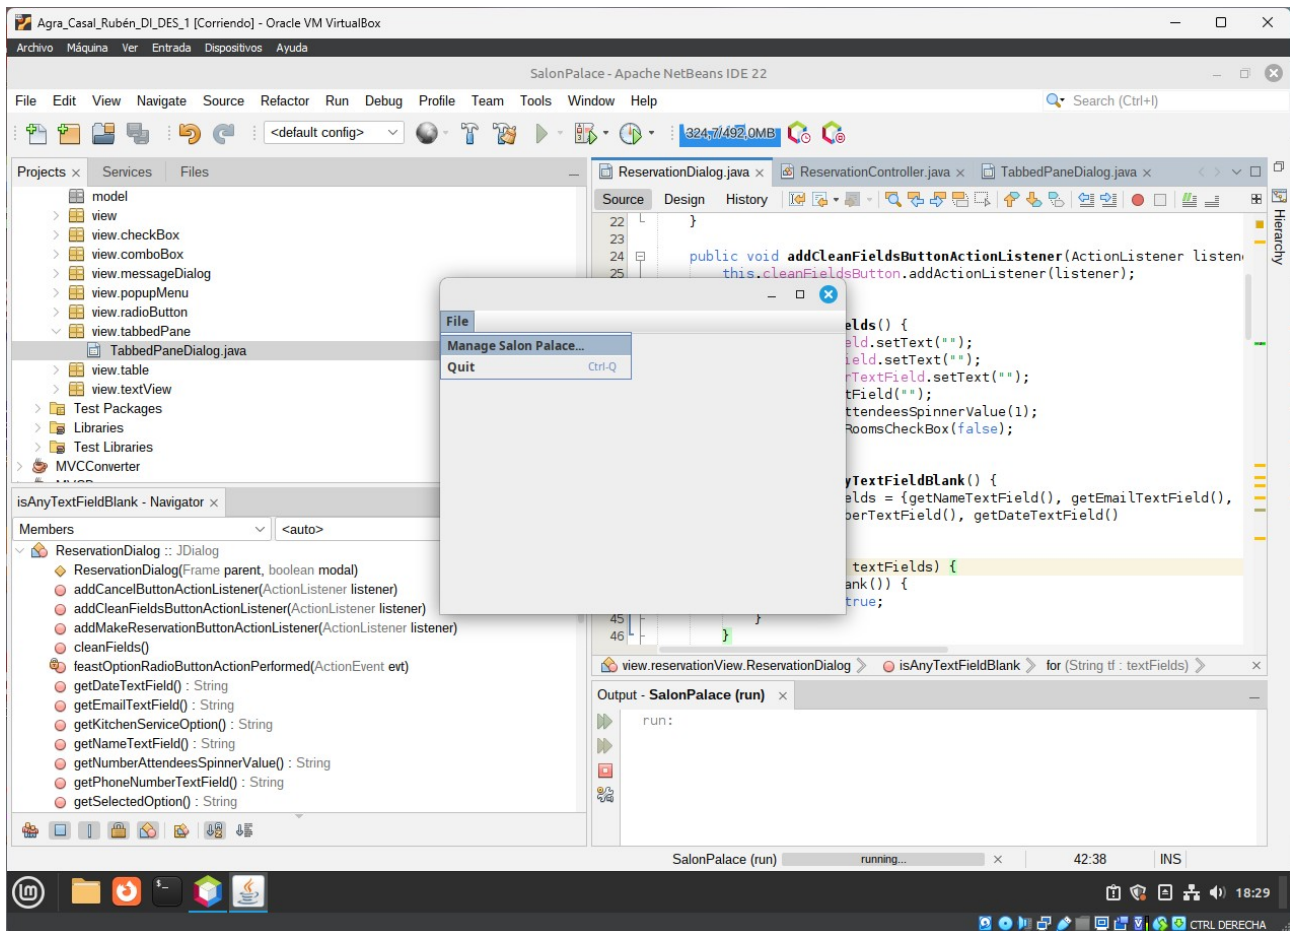 Agra_Casal_Rubén_DI_DES_1 [Corriendo] - Oracle VM VirtualBox
Archivo Máquina Ver Entrada Dispositivos Ayuda
SalonPalace - Apache NetBeans IDE 22
File Edit View Navigate Source Refactor Run Debug Profile Team Tools Window Help
Search (Ctrl+I)
<default config>
324,7/492,0MB
Projects Services Files
model
view
view.checkBox
view.comboBox
view.messageDialog
view.popupMenu
view.radioButton
view.tabbedPane
TabbedPaneDialog.java
view.table
view.textView
Test Packages
Libraries
Test Libraries
MVCConverter
isAnyTextFieldBlank - Navigator
Members
<auto>
ReservationDialog :: JDialog
ReservationDialog(Frame parent, boolean modal)
addCancelButtonActionListener(ActionListener listener)
addCleanFieldsButtonActionListener(ActionListener listener)
addMakeReservationButtonActionListener(ActionListener listener)
cleanFields()
feastOptionRadioButtonActionPerformed(ActionEvent evt)
getDateTextField() : String
getEmailTextField() : String
getKitchenServiceOption() : String
getNameTextField() : String
getNumberAttendeesSpinnerValue() : String
getPhoneNumberTextField() : String
getSelectedOption() : String
File
Manage Salon Palace...
Quit Ctrl-Q
ReservationDialog.java ReservationController.java TabbedPaneDialog.java
Source Design History
Hierarchy
22 }
23
24 public void addCleanFieldsButtonActionListener(ActionListener listen
25 this.cleanFieldsButton.addActionListener(listener);
elds() {
eld.setText("");
ield.setText("");
rTextField.setText("");
tField("");
ttendeesSpinnerValue(1);
RoomsCheckBox(false);
yTextFieldBlank() {
elds = {getNameTextField(), getEmailTextField(),
berTextField(), getDateTextField()
textFields) {
ank()) {
true;
45 }
46 }
view.reservationView.ReservationDialog isAnyTextFieldBlank for (String tf : textFields)
Output - SalonPalace (run)
run:
SalonPalace (run) running... 42:38 INS
18:29
CTRL DERECHA